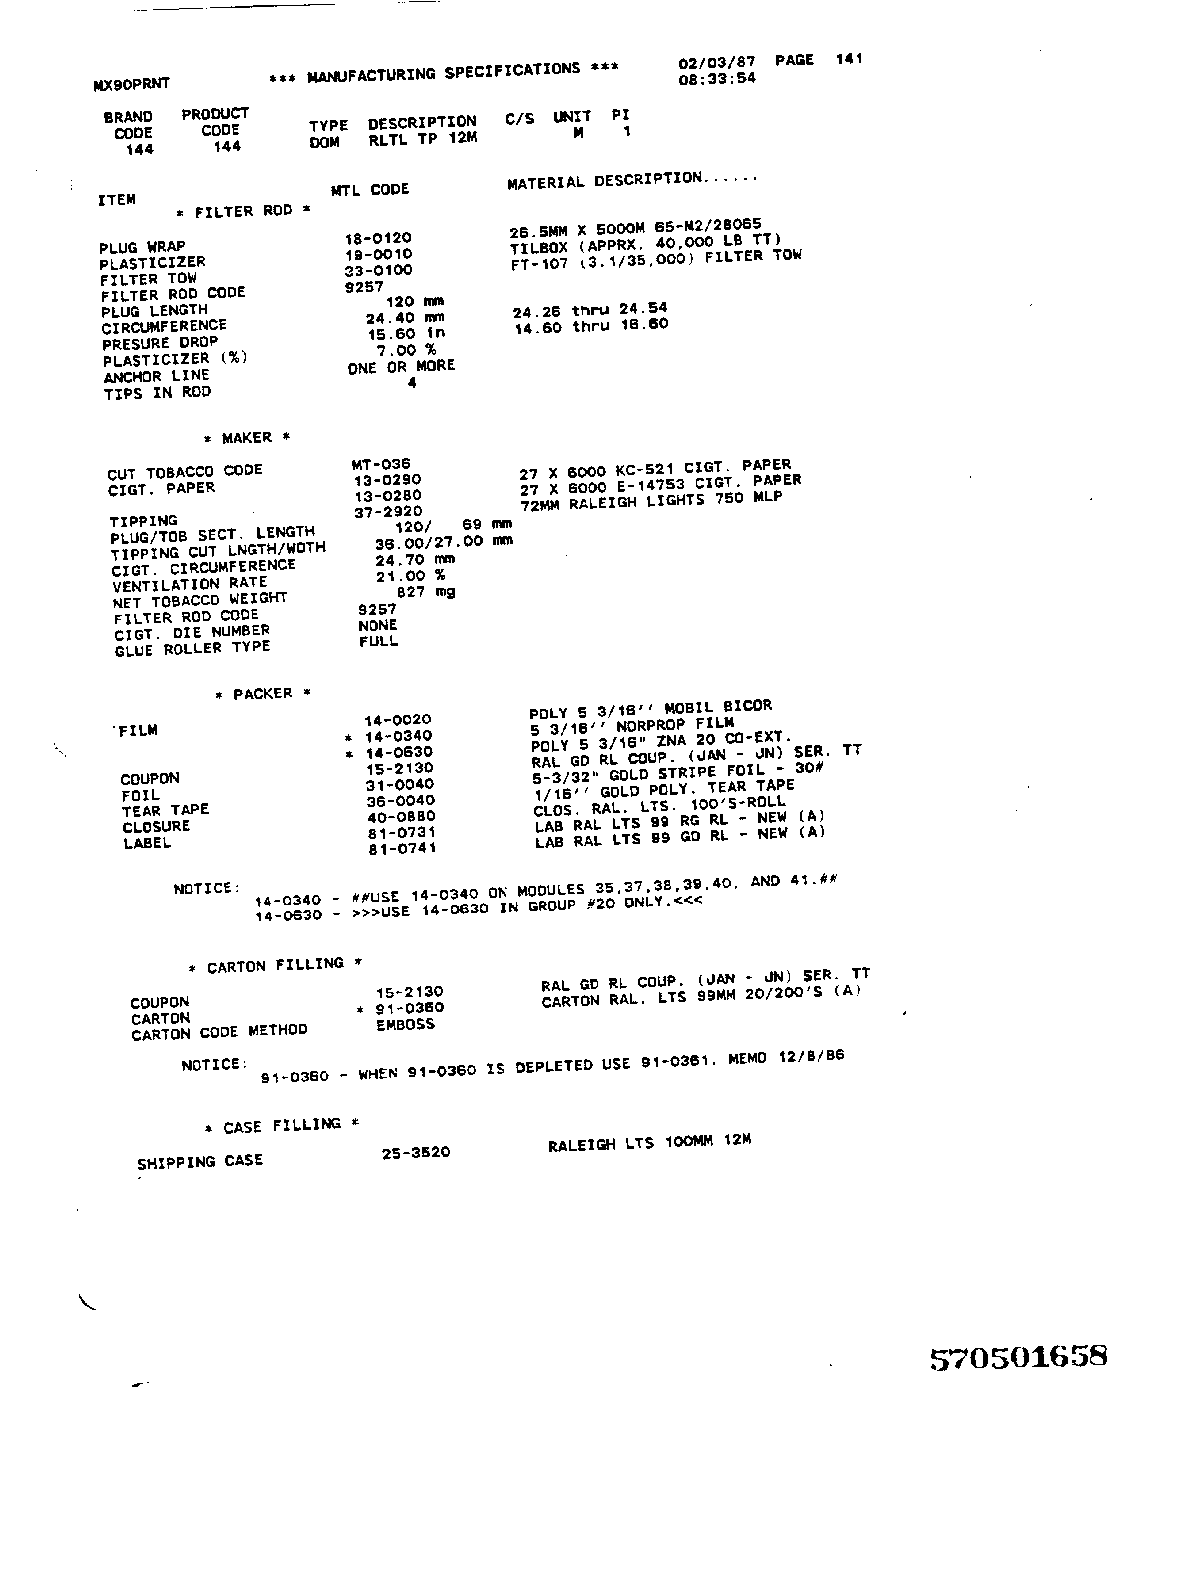 MX90PRNT *** MANUFACTURING SPECIFICATIONS *** 02/03/87 PAGE 141
08:33:54
BRAND PRODUCT
CODE CODE TYPE DESCRIPTION C/S UNIT PI
144 144 DOM RLTL TP 12M M 1
ITEM MTL CODE MATERIAL DESCRIPTION......
* FILTER ROD *
PLUG WRAP 18-0120 26.5MM X 5000M 65-M2/28065
PLASTICIZER 19-0010 TILBOX (APPRX. 40,000 LB TT)
FILTER TOW 33-0100 FT-107 (3.1/35,000) FILTER TOW
FILTER ROD CODE 9257
PLUG LENGTH 120 mm
CIRCUMFERENCE 24.40 mm 24.26 thru 24.54
PRESURE DROP 15.60 in 14.60 thru 16.60
PLASTICIZER (%) 7.00 %
ANCHOR LINE ONE OR MORE
TIPS IN ROD 4
* MAKER *
CUT TOBACCO CODE MT-036
CIGT. PAPER 13-0290 27 X 6000 KC-521 CIGT. PAPER
13-0280 27 X 6000 E-14753 CIGT. PAPER
TIPPING 37-2920 72MM RALEIGH LIGHTS 750 MLP
PLUG/TOB SECT. LENGTH 120/ 69 mm
TIPPING CUT LNGTH/WDTH 36.00/27.00 mm
CIGT. CIRCUMFERENCE 24.70 mm
VENTILATION RATE 21.00 %
NET TOBACCO WEIGHT 827 mg
FILTER ROD CODE 9257
CIGT. DIE NUMBER NONE
GLUE ROLLER TYPE FULL
* PACKER *
FILM 14-0020 POLY 5 3/16'' MOBIL BICOR
* 14-0340 5 3/16'' NORPROP FILM
* 14-0630 POLY 5 3/16" ZNA 20 CO-EXT.
COUPON 15-2130 RAL GD RL COUP. (JAN - JN) SER. TT
FOIL 31-0040 5-3/32" GOLD STRIPE FOIL - 30#
TEAR TAPE 36-0040 1/16'' GOLD POLY. TEAR TAPE
CLOSURE 40-0880 CLOS. RAL. LTS. 100'S-ROLL
LABEL 81-0731 LAB RAL LTS 99 RG RL - NEW (A)
81-0741 LAB RAL LTS 99 GD RL - NEW (A)
NOTICE:
14-0340 - ##USE 14-0340 ON MODULES 35,37,38,39,40, AND 41.##
14-0630 - >>>USE 14-0630 IN GROUP #20 ONLY.<<<
* CARTON FILLING *
COUPON 15-2130 RAL GD RL COUP. (JAN - JN) SER. TT
CARTON * 91-0360 CARTON RAL. LTS 99MM 20/200'S (A)
CARTON CODE METHOD EMBOSS
NOTICE:
91-0360 - WHEN 91-0360 IS DEPLETED USE 91-0361. MEMO 12/8/86
* CASE FILLING *
SHIPPING CASE 25-3520 RALEIGH LTS 100MM 12M
570501658